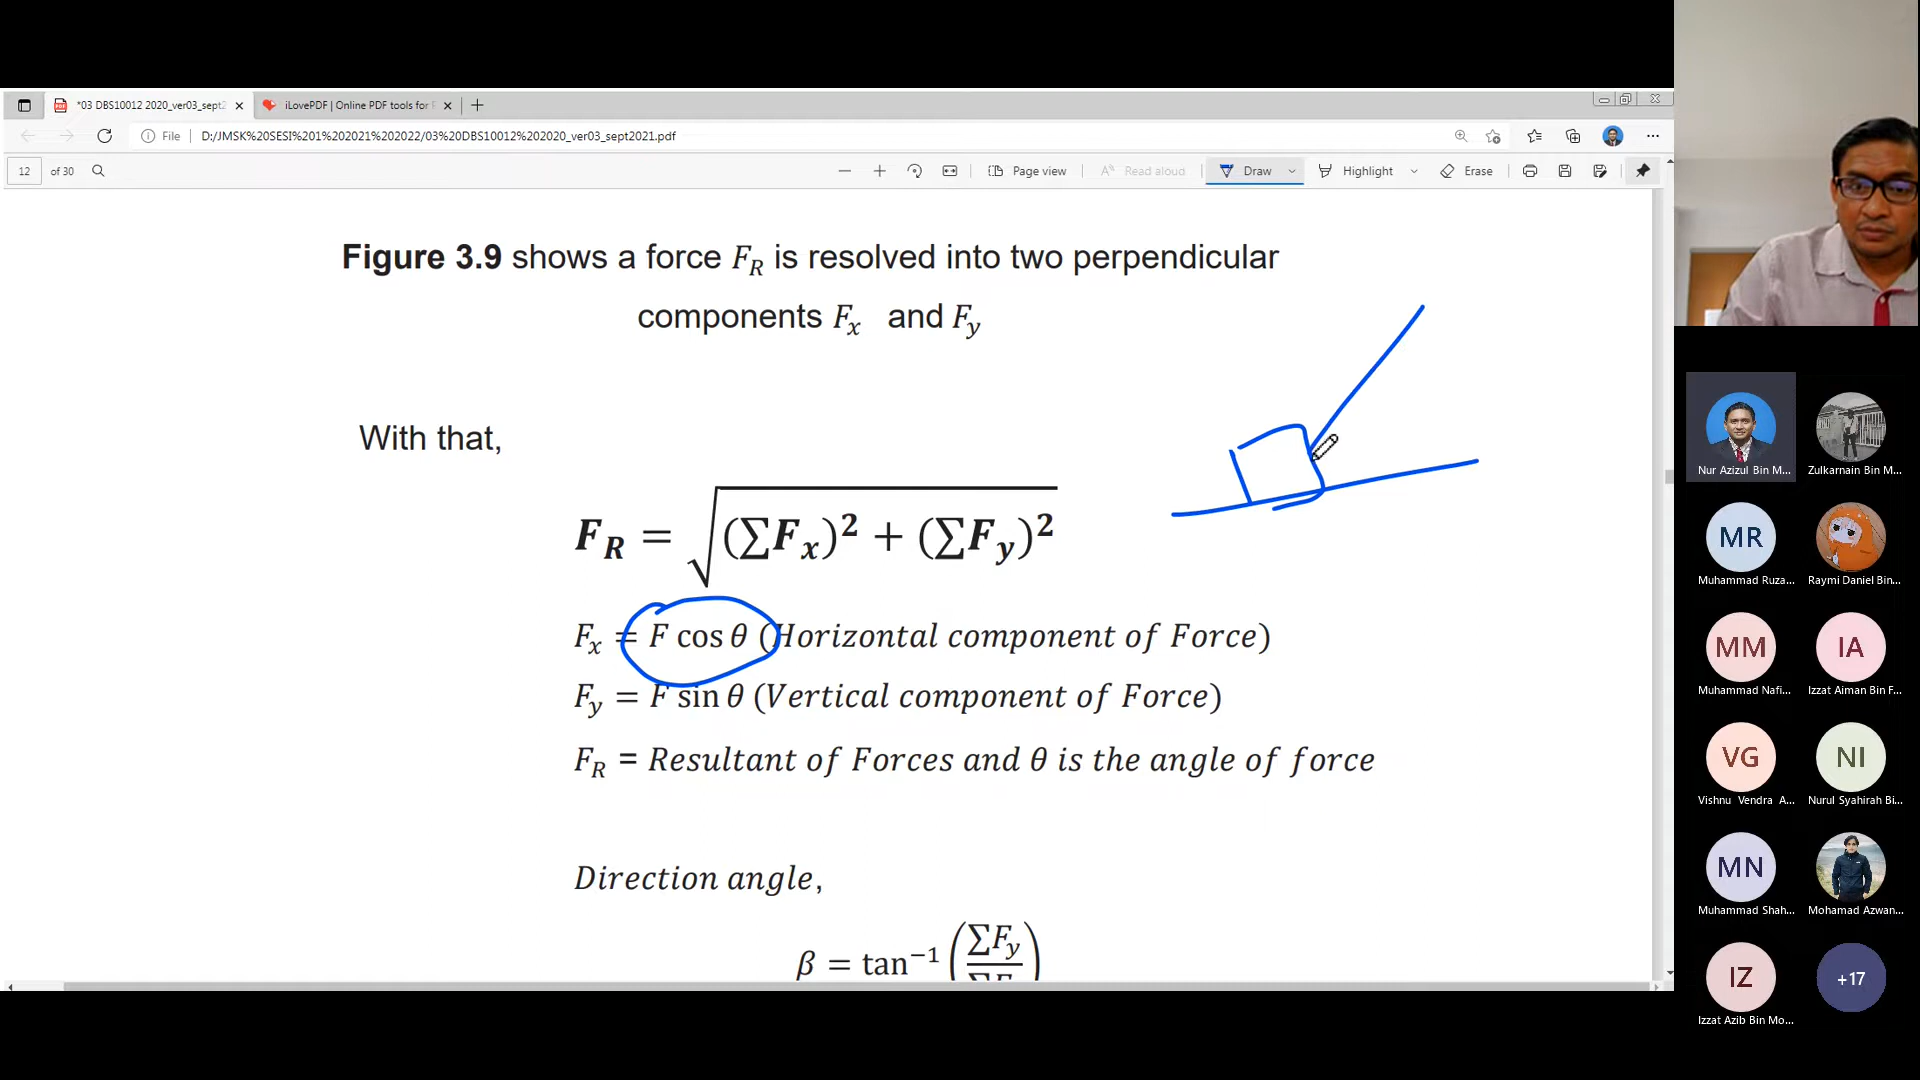 *03 DBS10012 2020_ver03_sept2
iLovePDF | Online PDF tools for
File
D:/JMSK%20SESI%201%202021%202022/03%20DBS10012%202020_ver03_sept2021.pdf
12 of 30
Page view
Read aloud
Draw
Highlight
Erase
Figure 3.9 shows a force F_R is resolved into two perpendicular
components F_x and F_y
With that,
F_R = √((∑F_x)² + (∑F_y)²)
F_x = F cos θ (Horizontal component of Force)
F_y = F sin θ (Vertical component of Force)
F_R = Resultant of Forces and θ is the angle of force
Direction angle,
β = tan⁻¹ (∑F_y
Nur Azizul Bin M...
Zulkarnain Bin M...
MR
Muhammad Ruza...
Raymi Daniel Bin...
MM
Muhammad Nafi...
IA
Izzat Aiman Bin F...
VG
Vishnu Vendra A...
NI
Nurul Syahirah Bi...
MN
Muhammad Shah...
Mohamad Azwan...
IZ
Izzat Azib Bin Mo...
+17